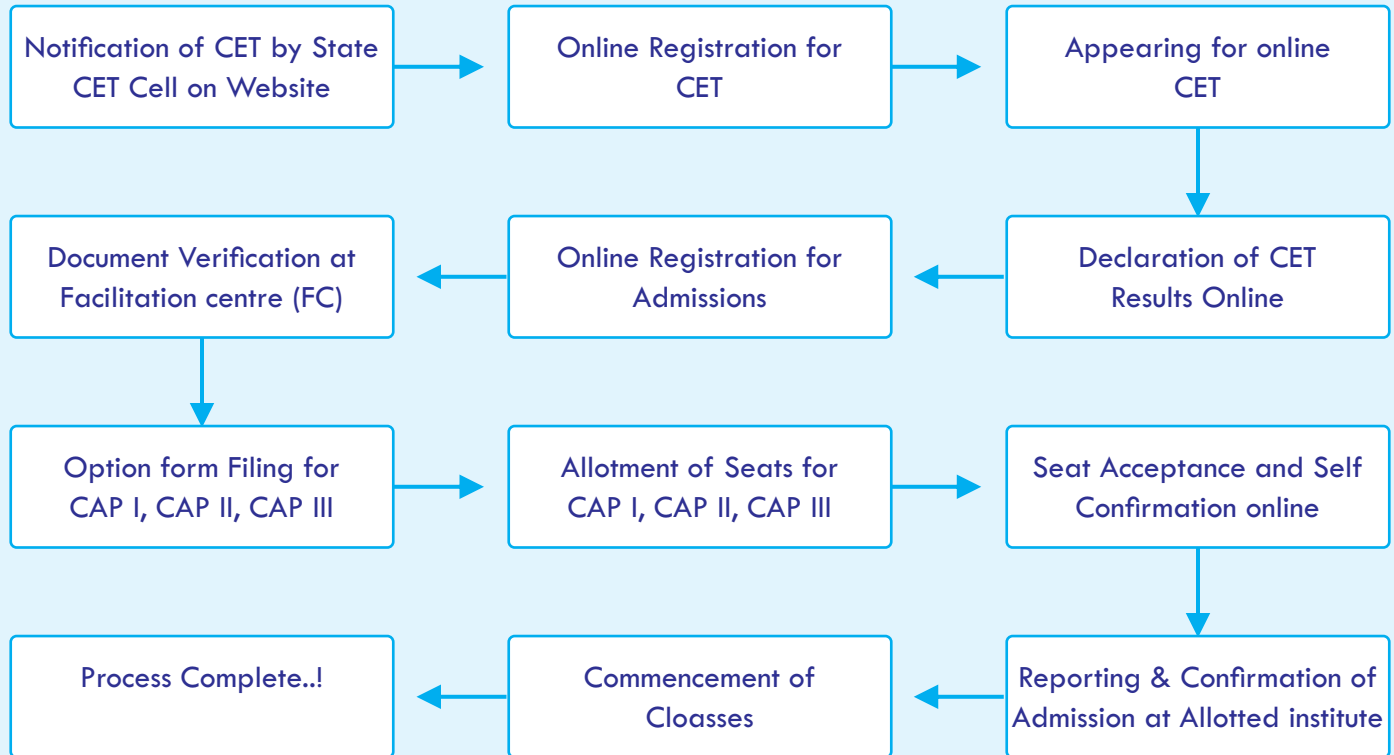 Notification of CET by State
CET Cell on Website
Online Registration for
CET
Appearing for online
CET
Declaration of CET
Results Online
Online Registration for
Admissions
Document Verification at
Facilitation centre (FC)
Option form Filing for
CAP I, CAP II, CAP III
Allotment of Seats for
CAP I, CAP II, CAP III
Seat Acceptance and Self
Confirmation online
Reporting & Confirmation of
Admission at Allotted institute
Commencement of
Cloasses
Process Complete..!